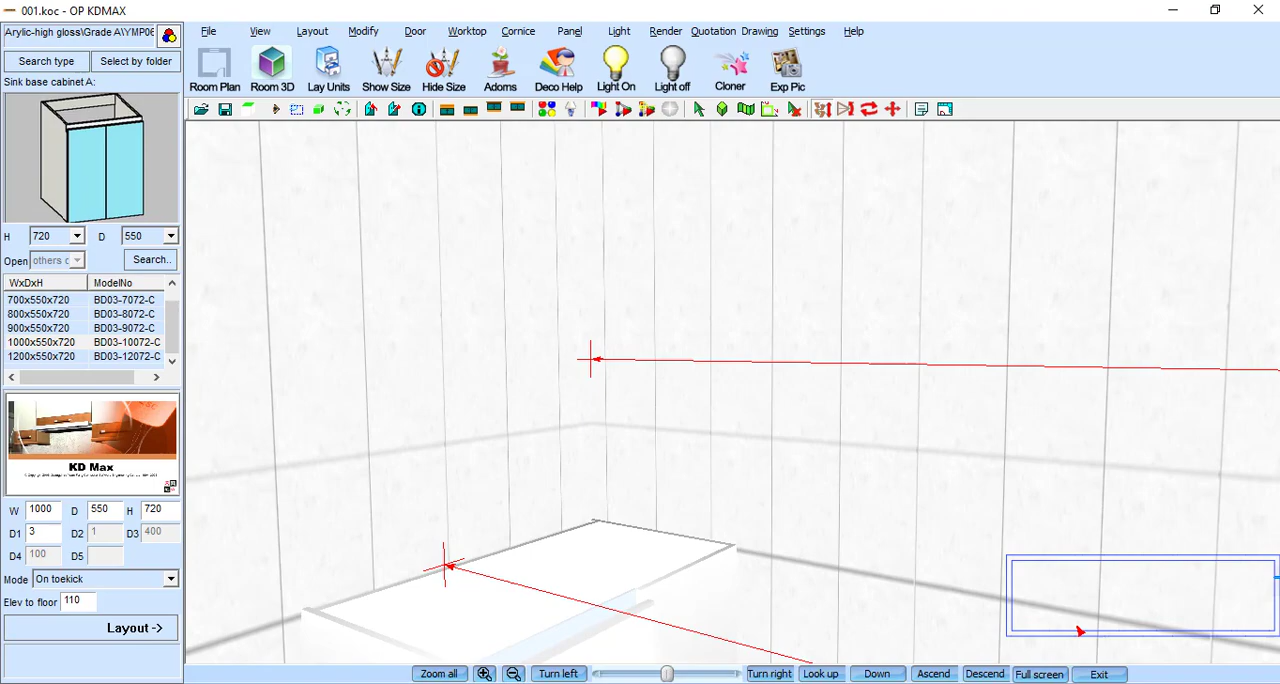 001.koc - OP KDMAX
Arylic-high gloss\Grade A\YMP06
File View Layout Modify Door Worktop Cornice Panel Light Render Quotation Drawing Settings Help
Search type Select by folder
Room Plan Room 3D Lay Units Show Size Hide Size Adoms Deco Help Light On Light off Cloner Exp Pic
Sink base cabinet A:
H 720 D 550
Open others c Search..
WxDxH ModelNo
700x550x720 BD03-7072-C
800x550x720 BD03-8072-C
900x550x720 BD03-9072-C
1000x550x720 BD03-10072-C
1200x550x720 BD03-12072-C
KD Max
W 1000 D 550 H 720
D1 3 D2 1 D3 400
D4 100 D5
Mode On toekick
Elev to floor 110
Layout ->
Zoom all Turn left Turn right Look up Down Ascend Descend Full screen Exit